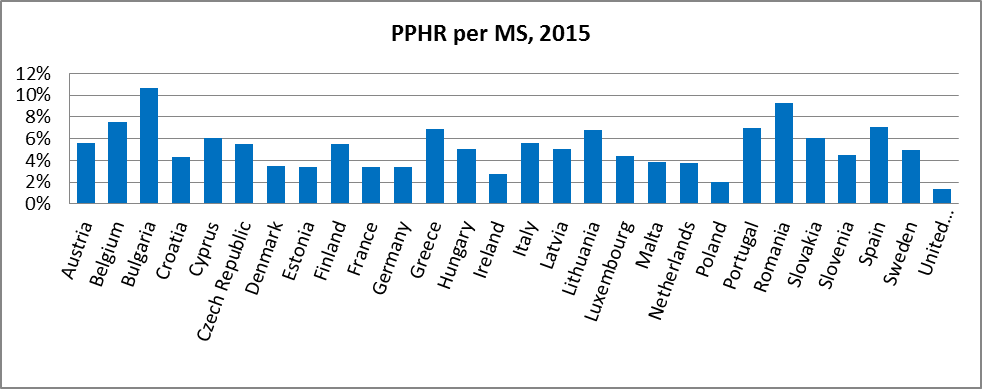 PPHR per MS, 2015
12%
10%
8%
6%
4%
2%
0%
Austria
Belgium
Bulgaria
Croatia
Cyprus
Czech Republic
Denmark
Estonia
Finland
France
Germany
Greece
Hungary
Ireland
Italy
Latvia
Lithuania
Luxembourg
Malta
Netherlands
Poland
Portugal
Romania
Slovakia
Slovenia
Spain
Sweden
United...